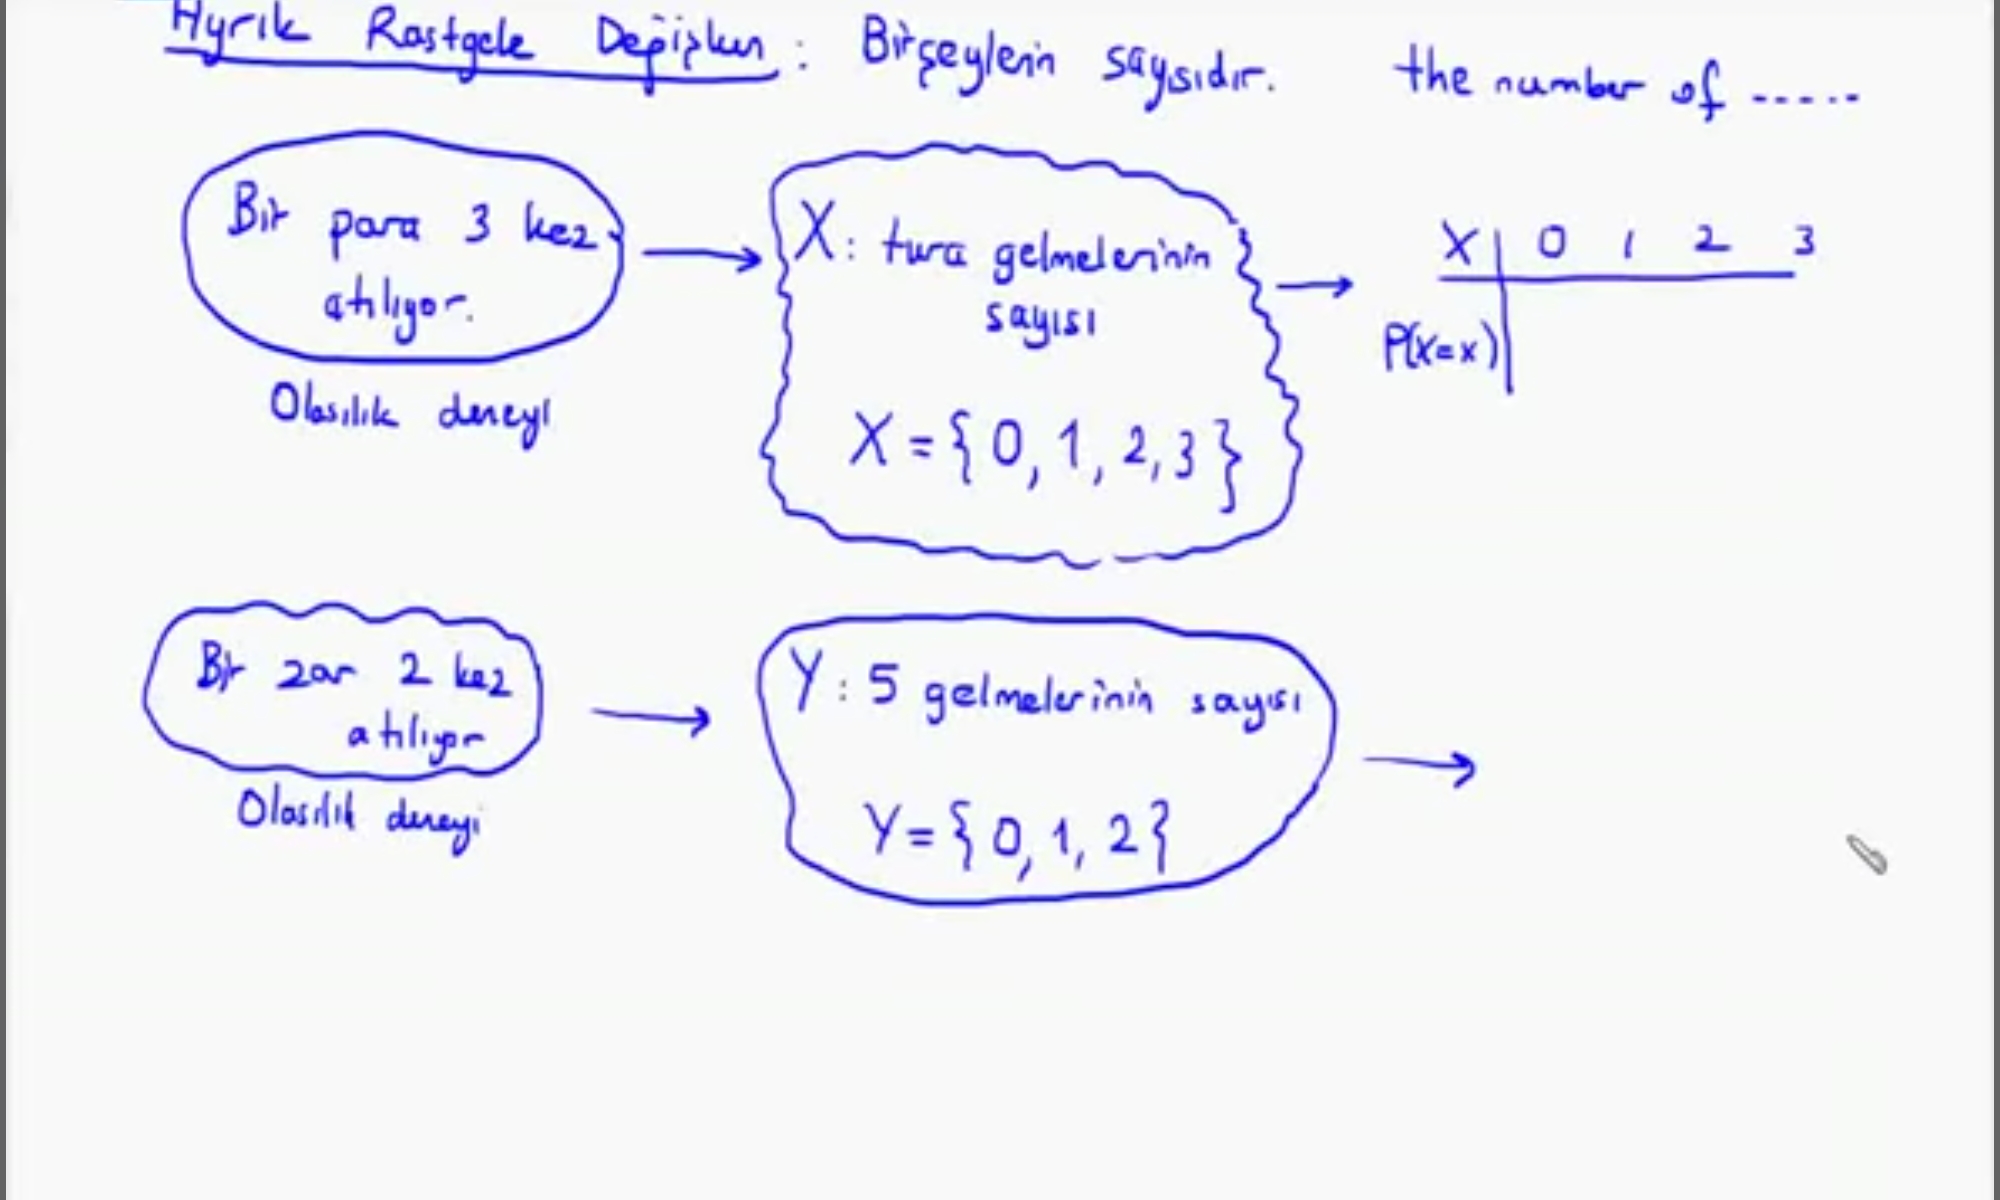 Ayrık Rastgele Değişken : Birşeylerin sayısıdır. the number of .....
Bir para 3 kez
atılıyor.
Olasılık deneyi
X : tura gelmelerinin
sayısı
X = { 0, 1, 2, 3 }
X 0 1 2 3
P(X=x)
Bir zar 2 kez
atılıyor
Olasılık deneyi
Y : 5 gelmelerinin sayısı
Y = { 0, 1, 2 }